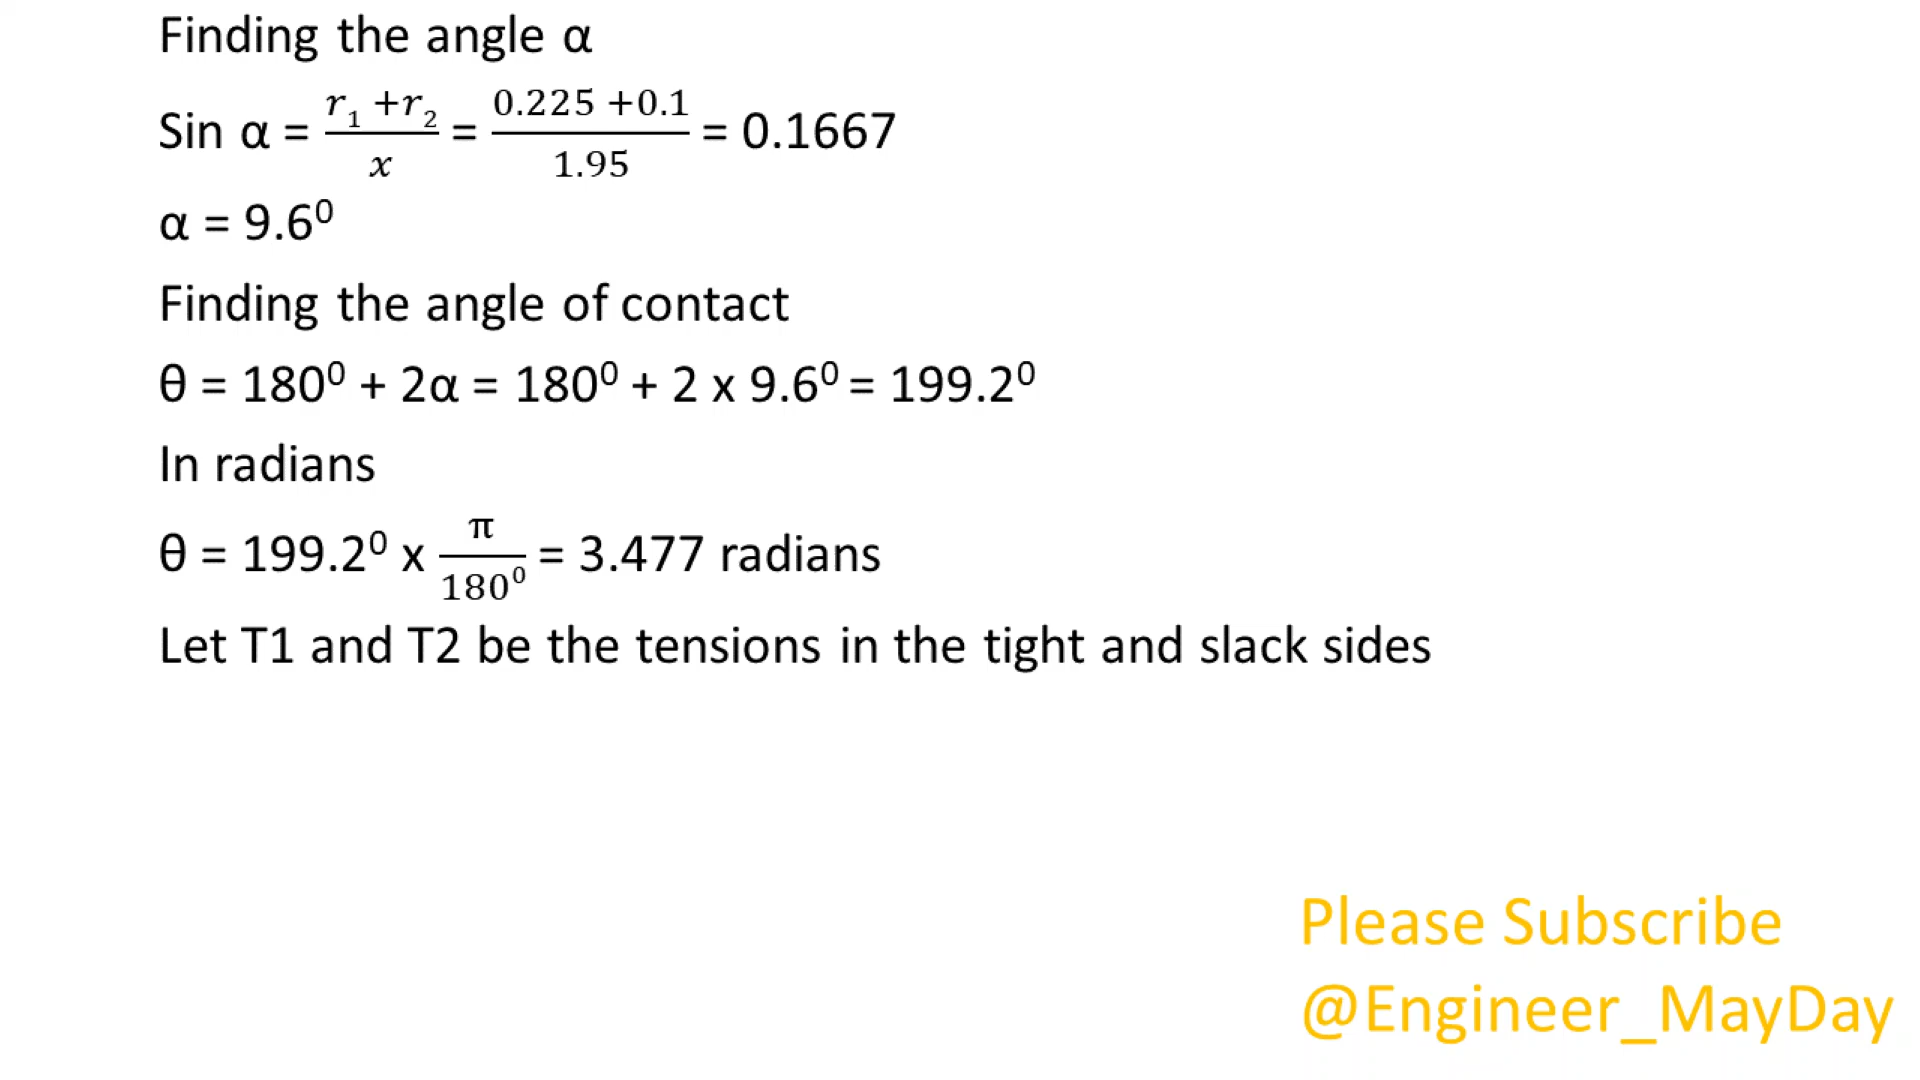 Finding the angle α
Sin α = r₁ +r₂ / x = 0.225 +0.1 / 1.95 = 0.1667
α = 9.6⁰
Finding the angle of contact
θ = 180⁰ + 2α = 180⁰ + 2 x 9.6⁰ = 199.2⁰
In radians
θ = 199.2⁰ x π / 180⁰ = 3.477 radians
Let T1 and T2 be the tensions in the tight and slack sides
Please Subscribe
@Engineer_MayDay